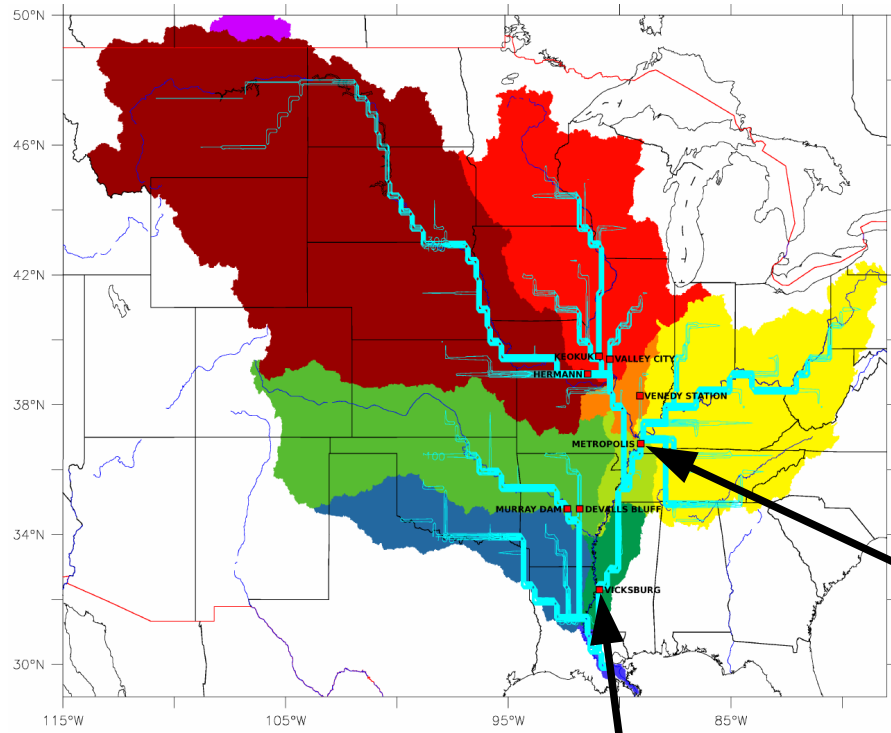 50°N
46°N
42°N
KEOKUK
VALLEY CITY
HERMANN
38°N
VENEDY STATION
METROPOLIS
MURRAY DAM
DEVALLS BLUFF
34°N
VICKSBURG
30°N
115°W
105°W
95°W
85°W